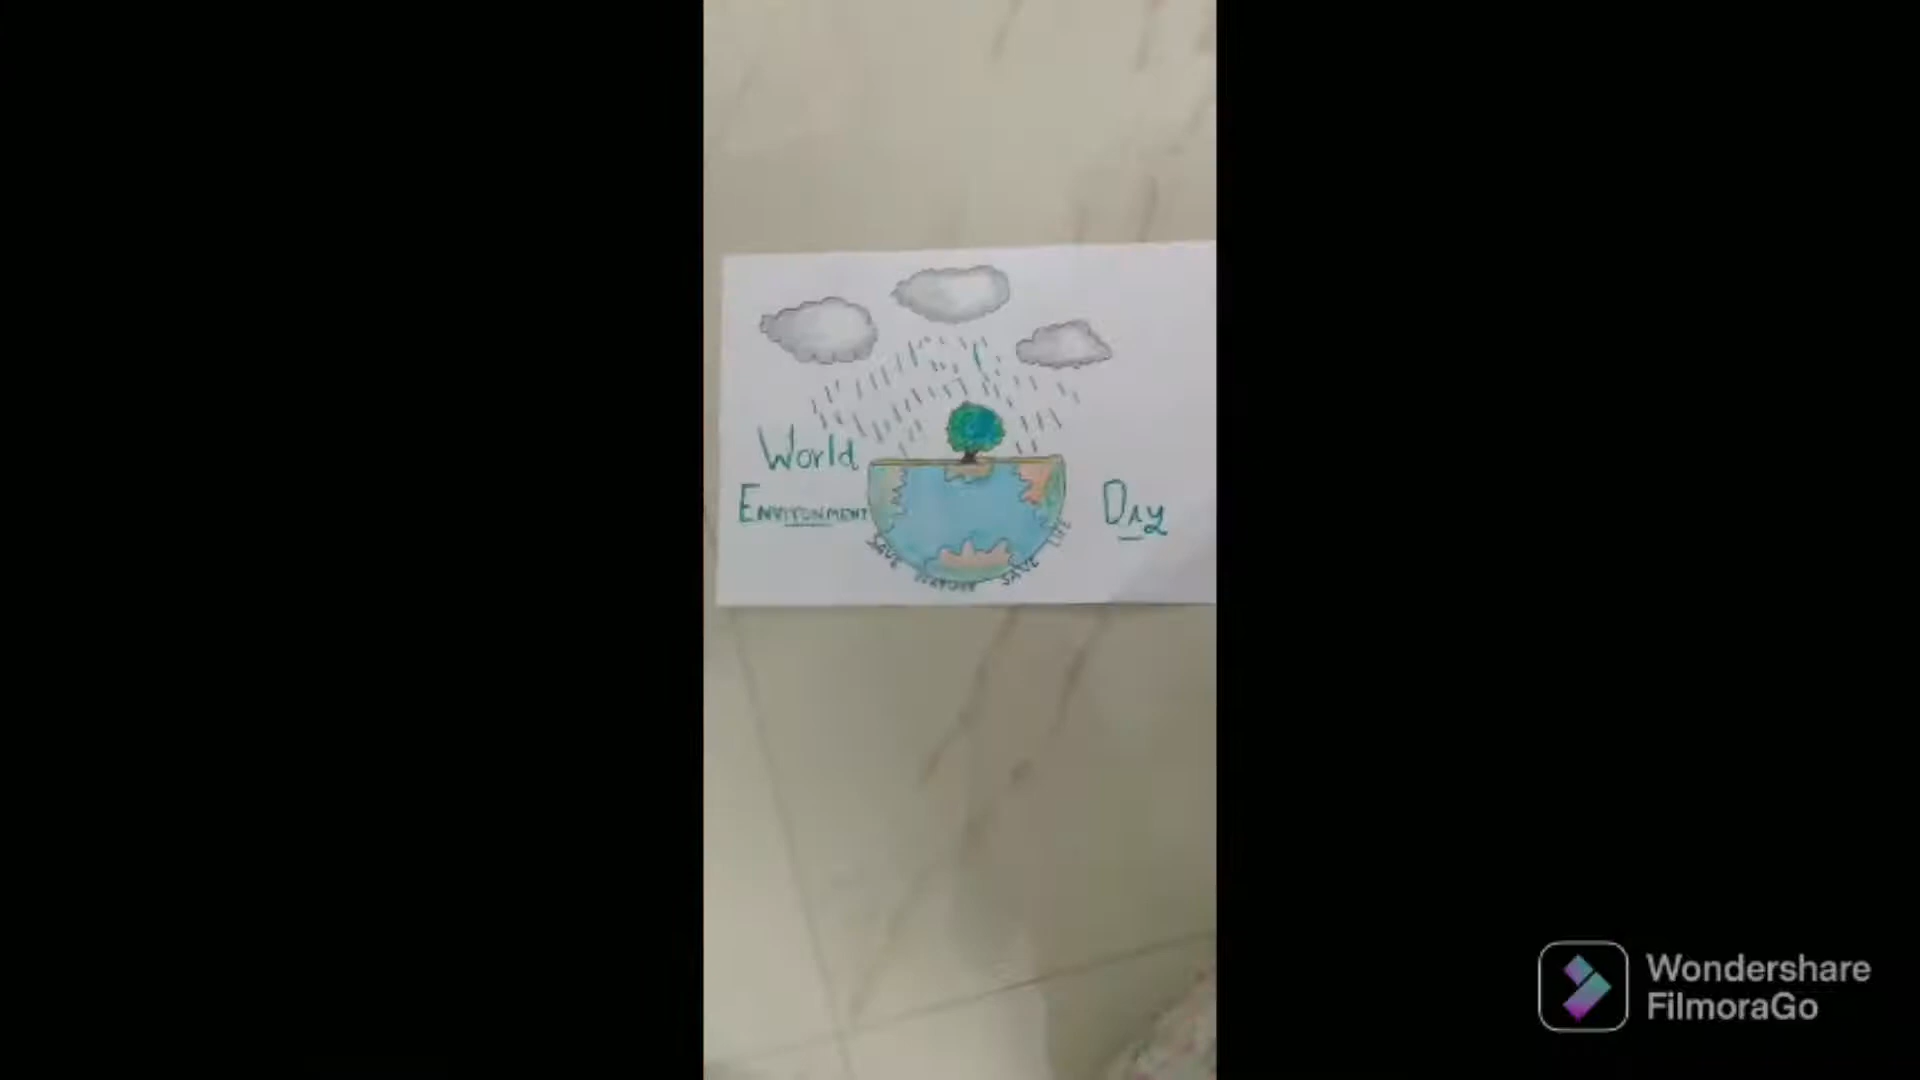 World
ENVIRONMENT
DAY
SAVE NATURE SAVE LIFE
Wondershare
FilmoraGo